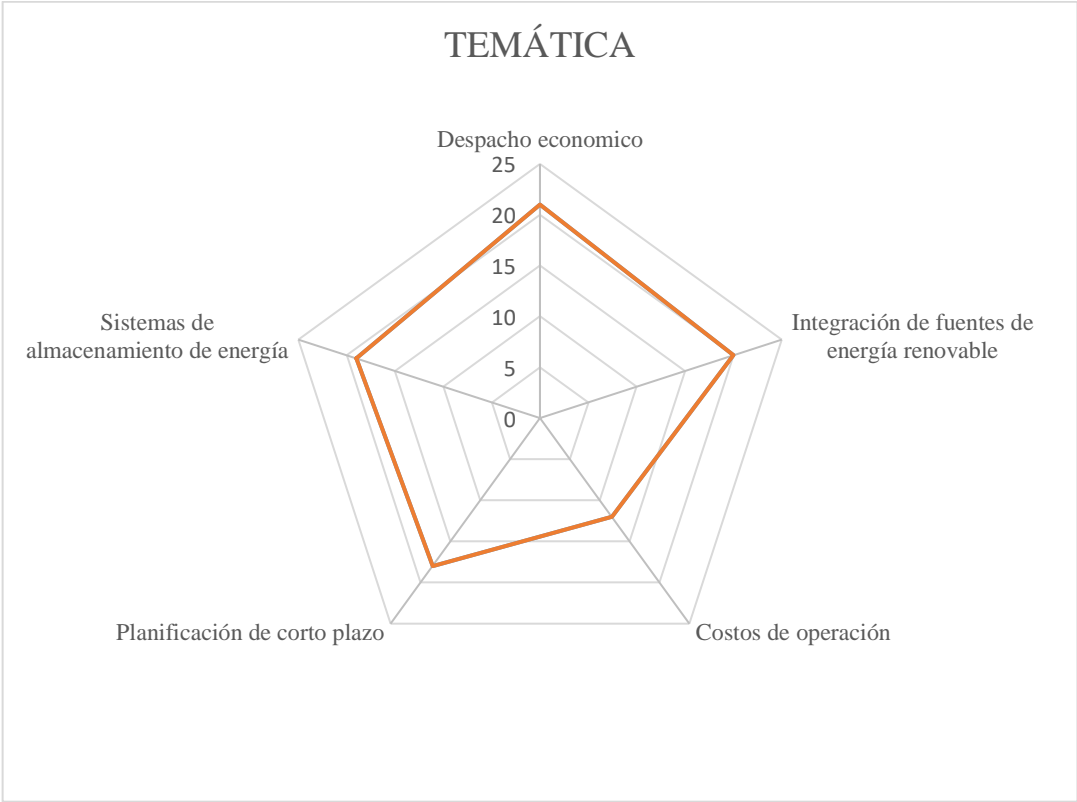 TEMÁTICA
Despacho economico
25
20
15
10
5
0
Integración de fuentes de
energía renovable
Costos de operación
Planificación de corto plazo
Sistemas de
almacenamiento de energía